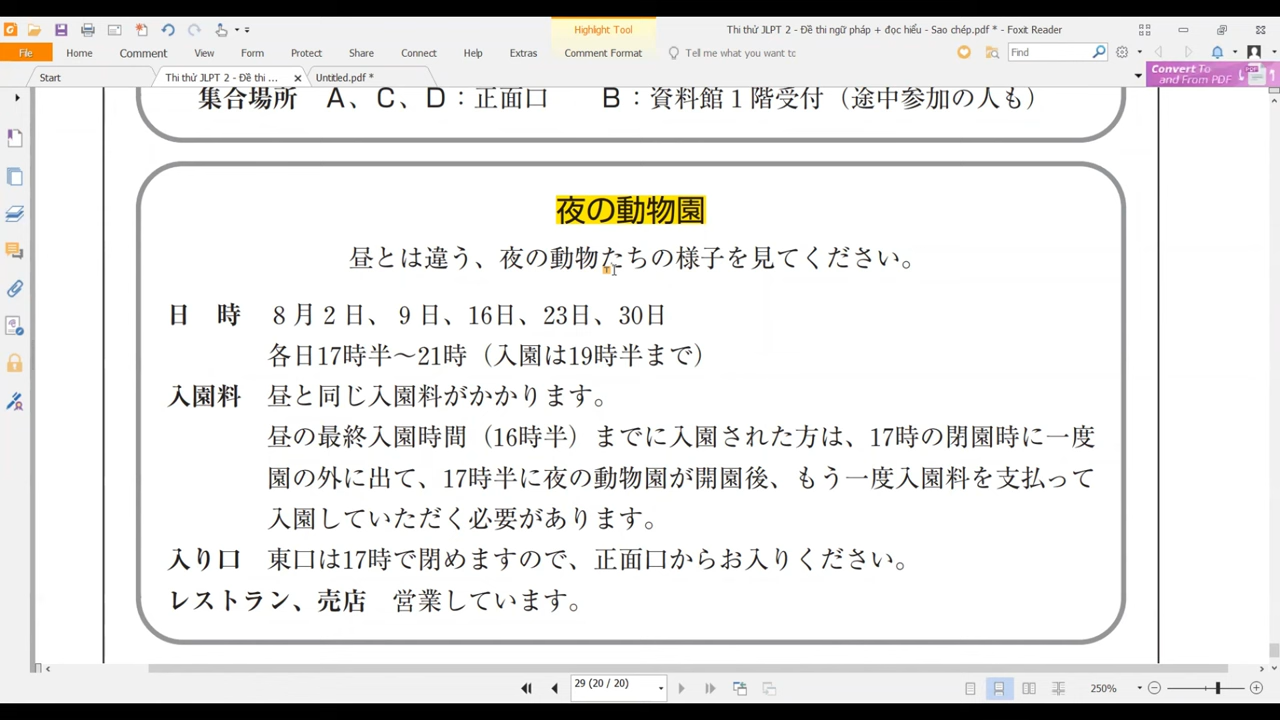 Highlight Tool
Thi thử JLPT 2 - Đề thi ngữ pháp + đọc hiểu - Sao chép.pdf * - Foxit Reader
File Home Comment View Form Protect Share Connect Help Extras Comment Format Tell me what you want to Find
Start Thi thử JLPT 2 - Đề thi ... Untitled.pdf *
Convert To
and From PDF
PDF
集合場所 A、C、D：正面口 B：資料館１階受付（途中参加の人も）
夜の動物園
昼とは違う、夜の動物たちの様子を見てください。
日 時 8月2日、9日、16日、23日、30日
各日17時半～21時（入園は19時半まで）
入園料 昼と同じ入園料がかかります。
昼の最終入園時間（16時半）までに入園された方は、17時の閉園時に一度
園の外に出て、17時半に夜の動物園が開園後、もう一度入園料を支払って
入園していただく必要があります。
入り口 東口は17時で閉めますので、正面口からお入りください。
レストラン、売店 営業しています。
29 (20 / 20)
250%